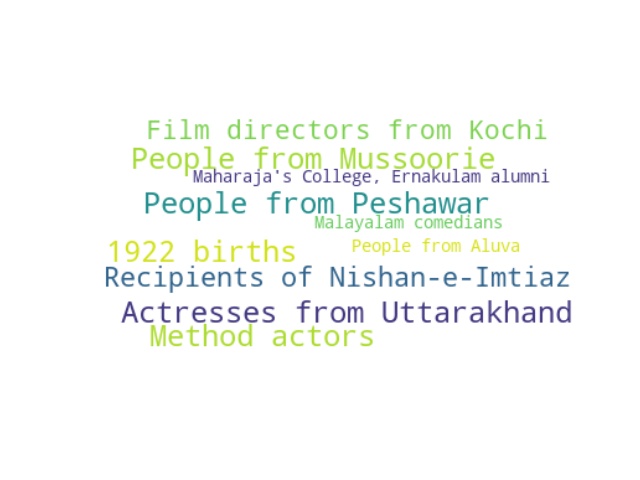 Film directors from Kochi
People from Mussoorie
Maharaja's College, Ernakulam alumni
People from Peshawar
Malayalam comedians
People from Aluva
1922 births
Recipients of Nishan-e-Imtiaz
Actresses from Uttarakhand
Method actors